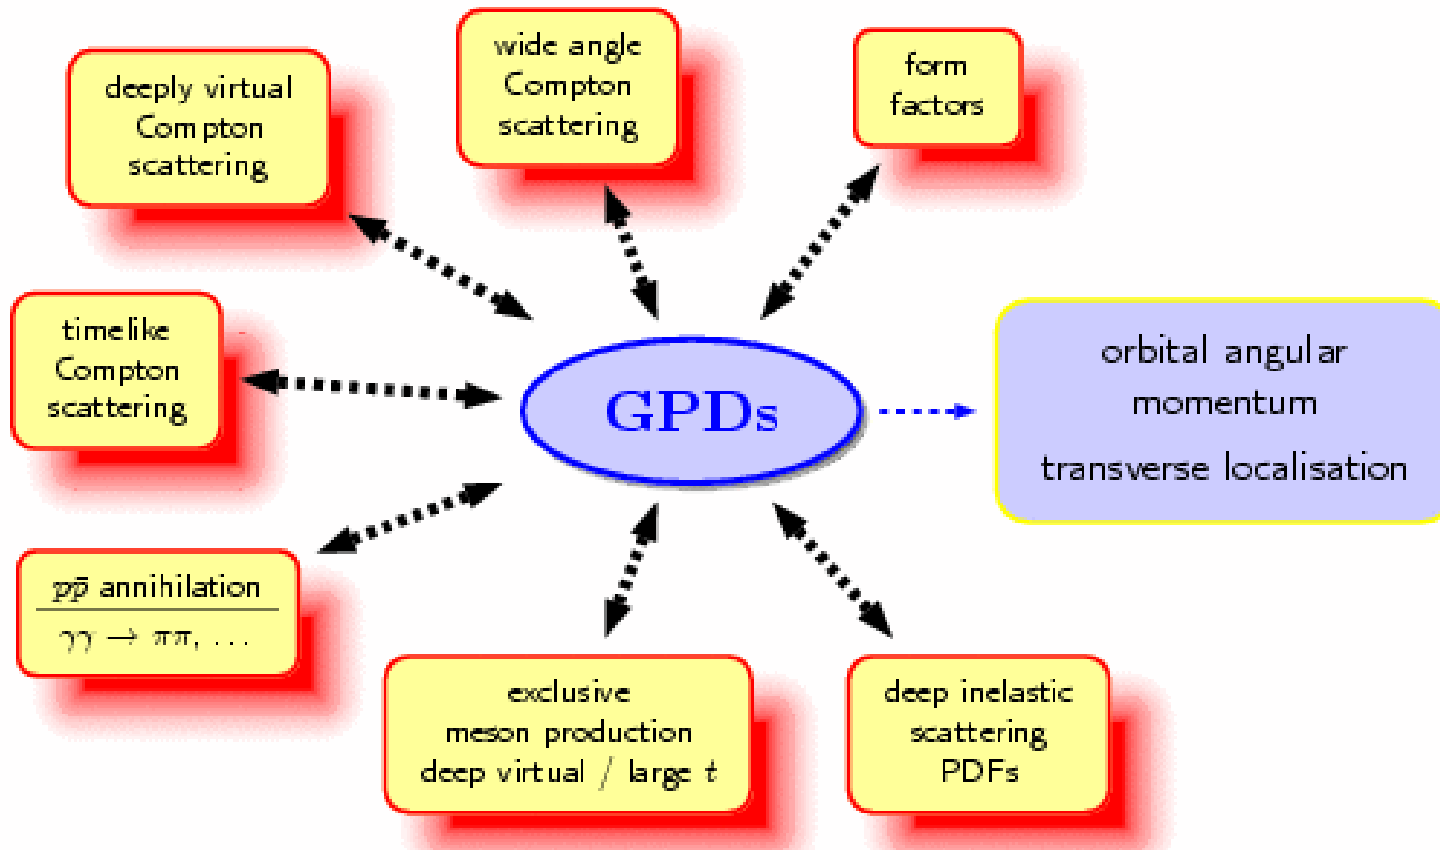 deeply virtual
Compton
scattering
wide angle
Compton
scattering
form
factors
timelike
Compton
scattering
GPDs
orbital angular
momentum
transverse localisation
pp̄ annihilation
γγ → ππ, ...
exclusive
meson production
deep virtual / large t
deep inelastic
scattering
PDFs